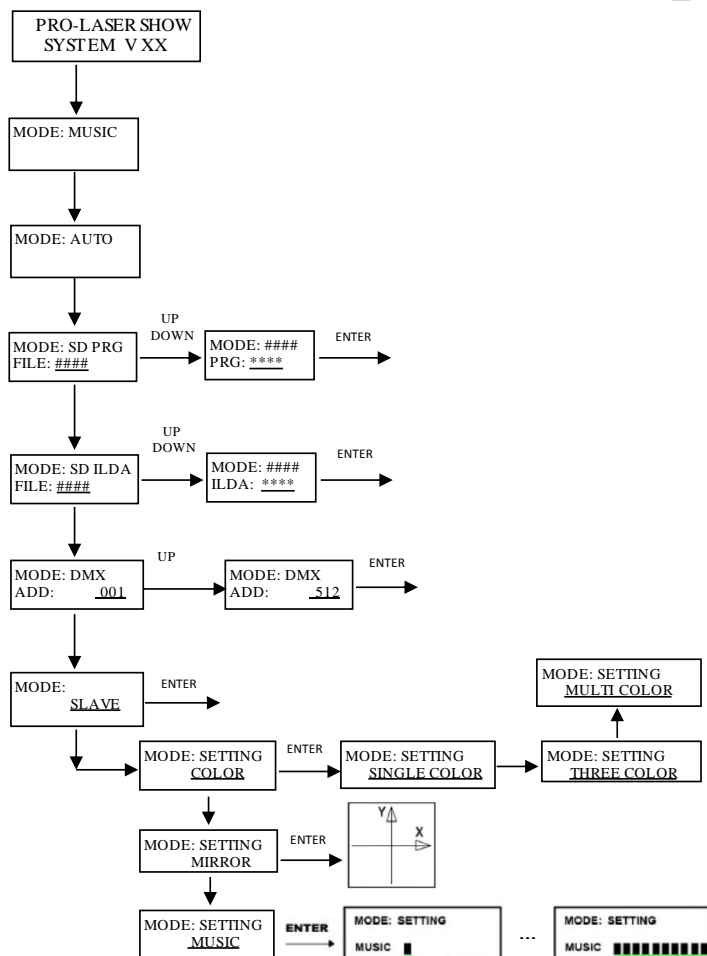 PRO-LASER SHOW
SYSTEM V XX
MODE: MUSIC
MODE: AUTO
MODE: SD PRG
FILE: ####
UP
DOWN
MODE: ####
PRG: ****
ENTER
MODE: SD ILDA
FILE: ####
UP
DOWN
MODE: ####
ILDA: ****
ENTER
MODE: DMX
ADD: 001
UP
MODE: DMX
ADD: 512
ENTER
MODE:
SLAVE
ENTER
MODE: SETTING
COLOR
ENTER
MODE: SETTING
SINGLE COLOR
MODE: SETTING
THREE COLOR
MODE: SETTING
MULTI COLOR
MODE: SETTING
MIRROR
ENTER
Y
X
MODE: SETTING
MUSIC
ENTER
MODE: SETTING
MUSIC
...
MODE: SETTING
MUSIC